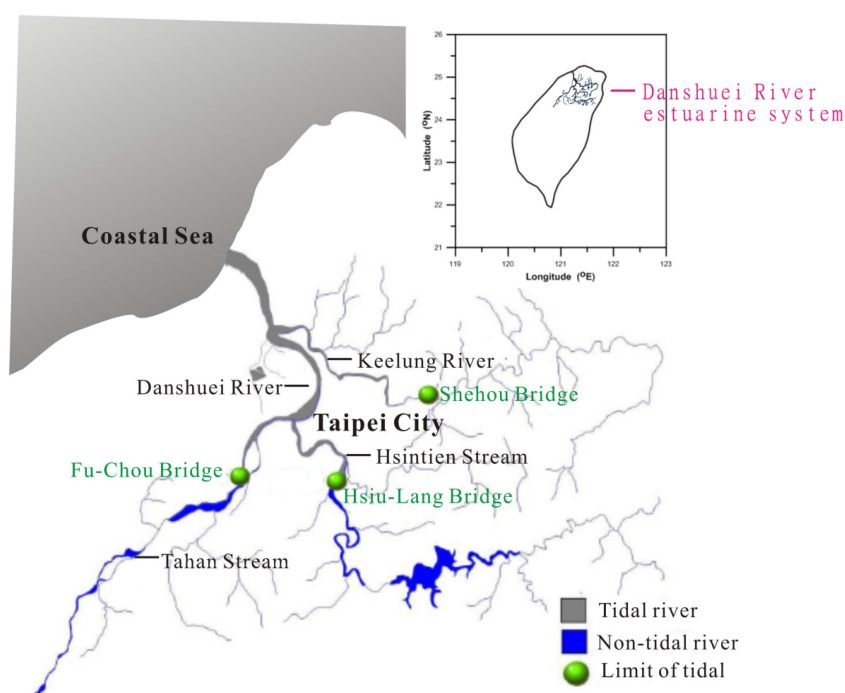 26
25
24
23
22
21
Latitude (ºN)
119
120
121
122
123
Longitude (ºE)
Danshuei River
estuarine system
Coastal Sea
Keelung River
Danshuei River
Shehou Bridge
Taipei City
Hsintien Stream
Fu-Chou Bridge
Hsiu-Lang Bridge
Tahan Stream
Tidal river
Non-tidal river
Limit of tidal